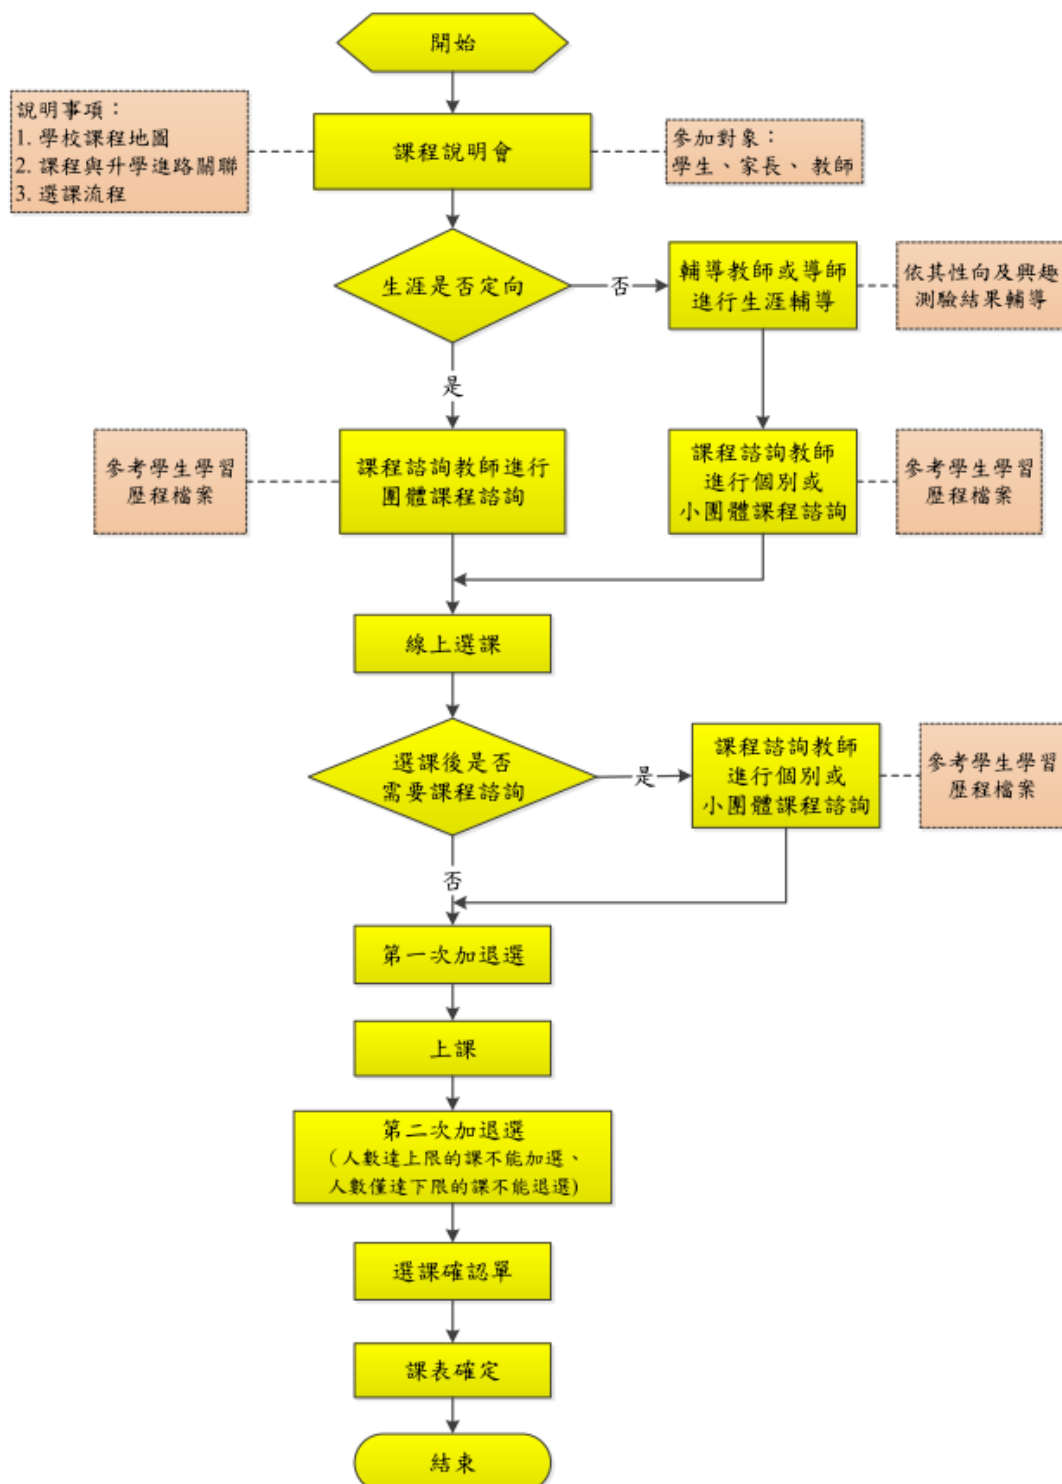 開始
說明事項：
1. 學校課程地圖
2. 課程與升學進路關聯
3. 選課流程
課程說明會
參加對象：
學生、家長、教師
生涯是否定向
否
輔導教師或導師
進行生涯輔導
依其性向及興趣
測驗結果輔導
是
參考學生學習
歷程檔案
課程諮詢教師進行
團體課程諮詢
課程諮詢教師
進行個別或
小團體課程諮詢
參考學生學習
歷程檔案
線上選課
選課後是否
需要課程諮詢
是
課程諮詢教師
進行個別或
小團體課程諮詢
參考學生學習
歷程檔案
否
第一次加退選
上課
第二次加退選
（人數達上限的課不能加選、
人數僅達下限的課不能退選)
選課確認單
課表確定
結束